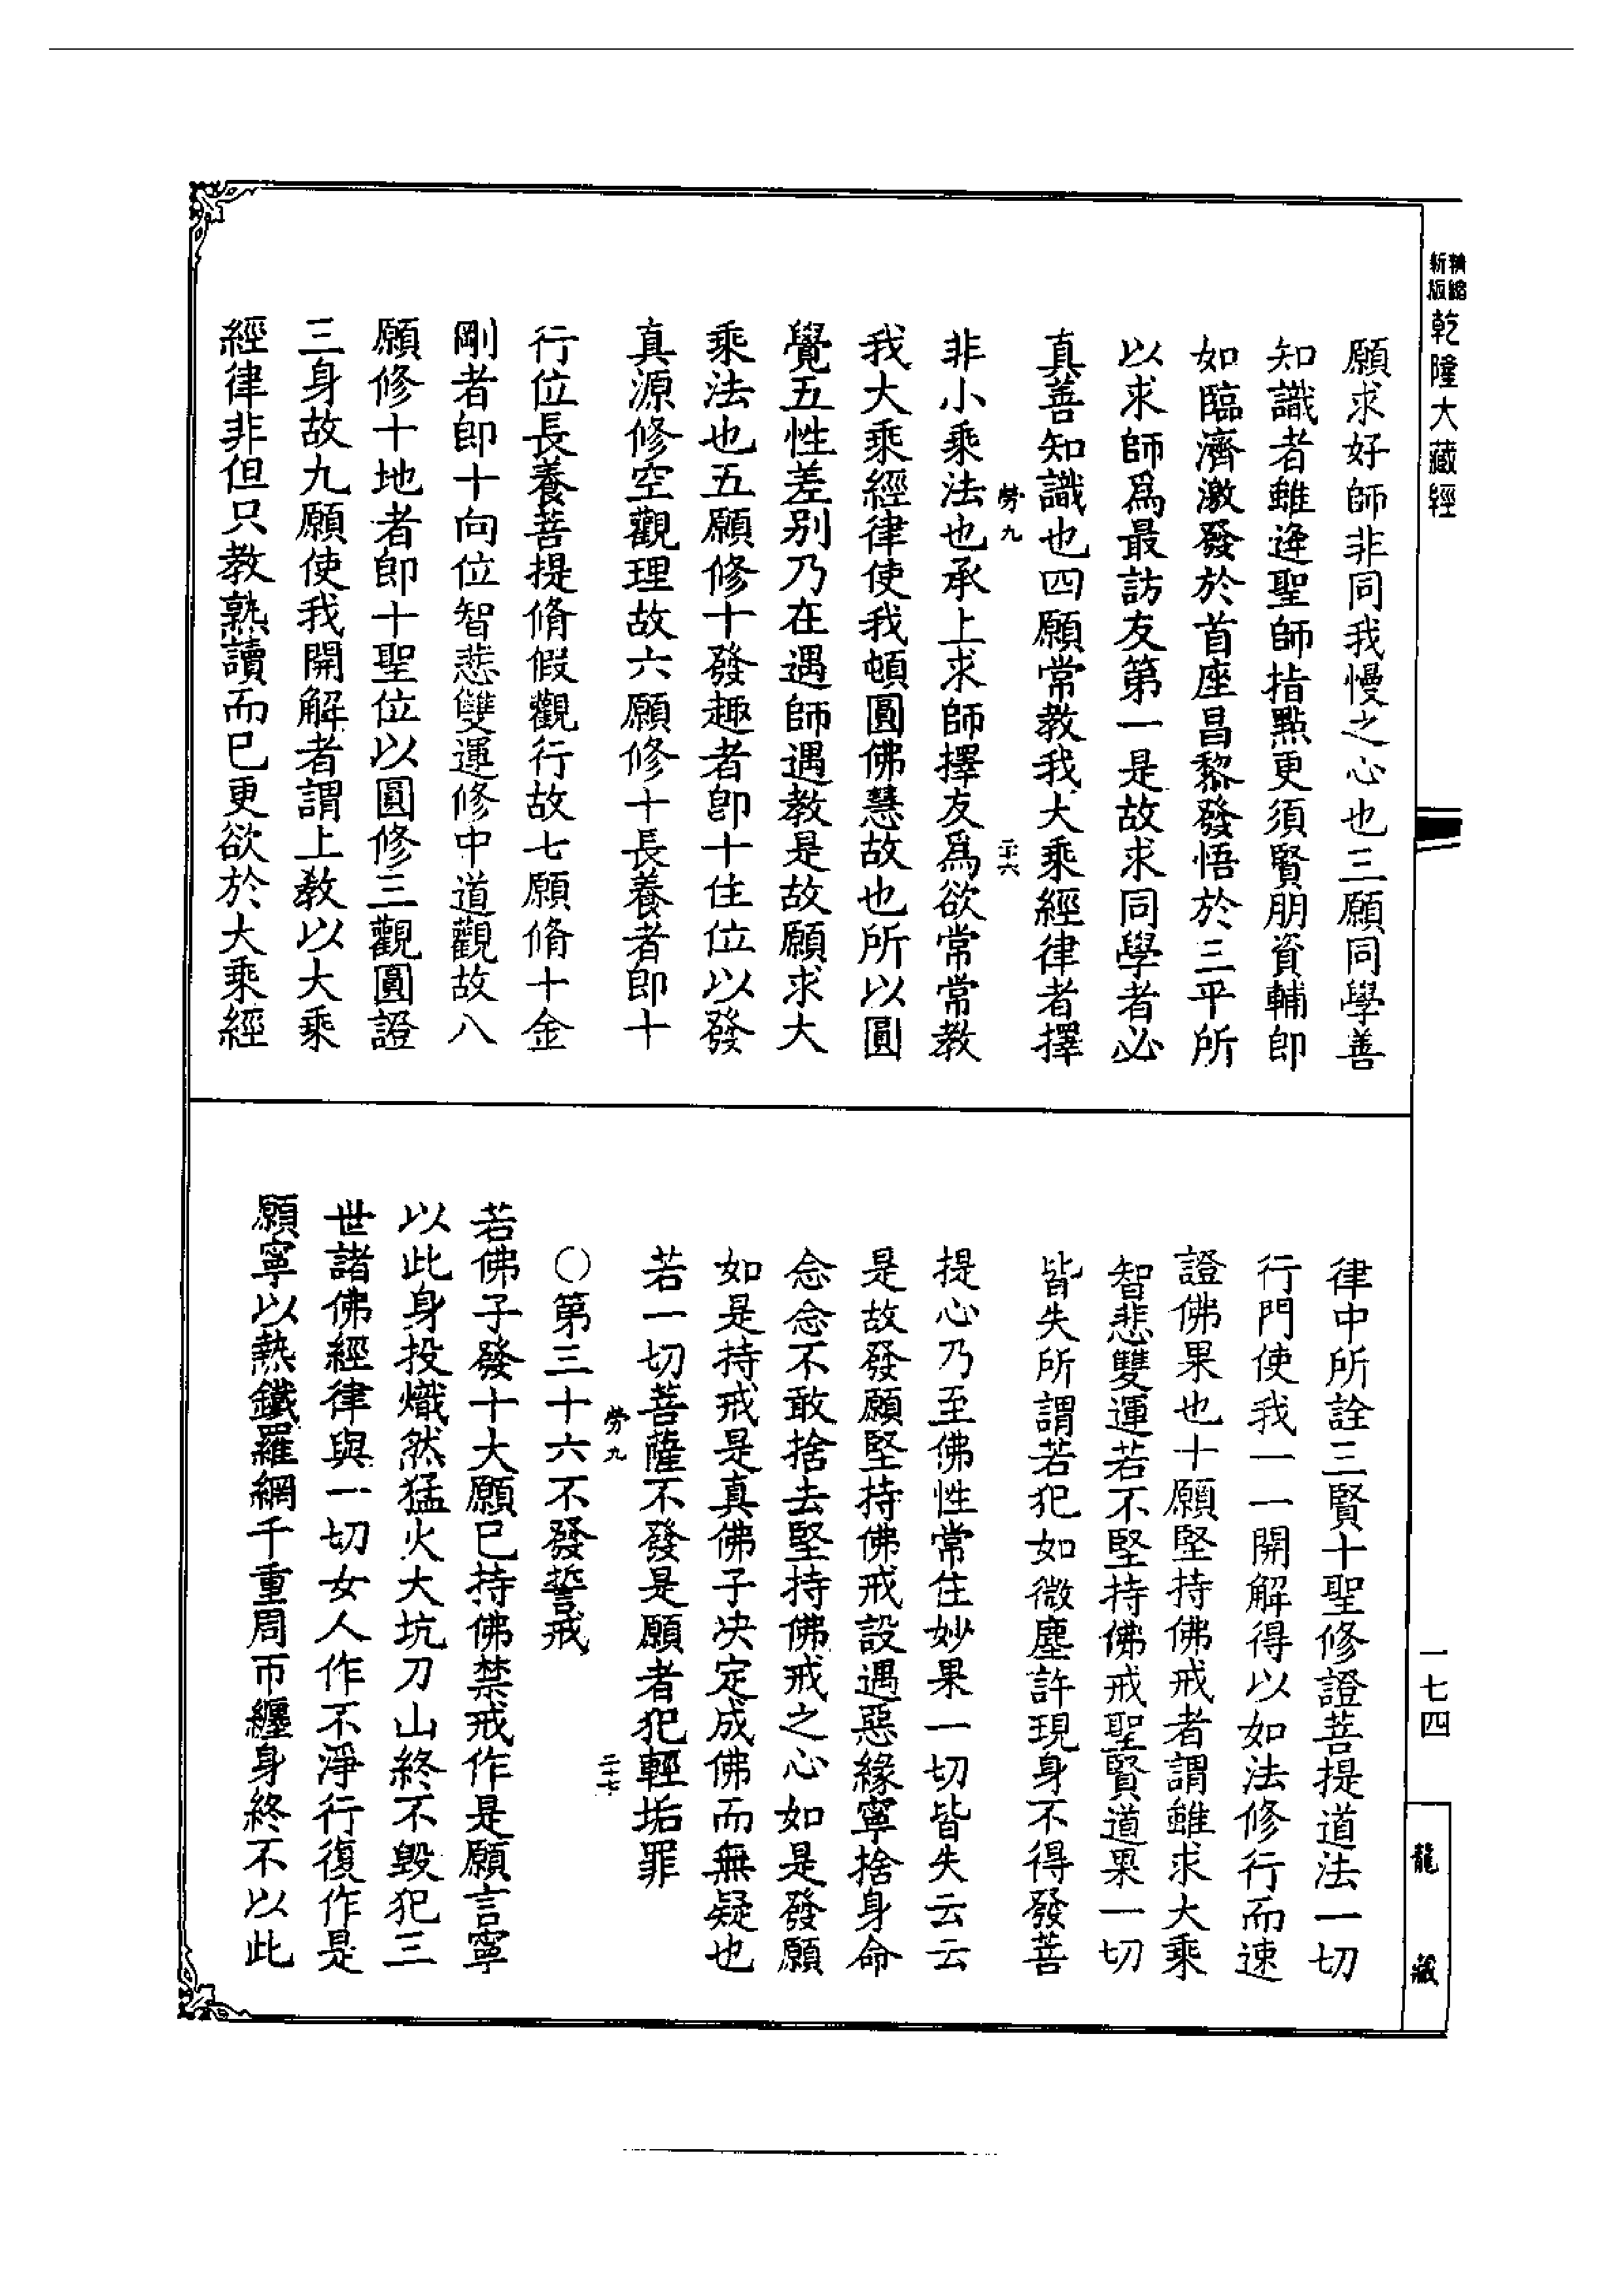 精縮
新版
乾隆大藏經
願求好師非同我慢之心也三願同學善
知識者雖逢聖師指點更須賢朋資輔即
如臨濟激發於首座昌黎發悟於三平所
以求師爲最訪友第一是故求同學者必
真善知識也四願常教我大乘經律者擇
勞九
二十六
非小乘法也承上求師擇友爲欲常常教
我大乘經律使我頓圓佛慧故也所以圓
覺五性差別乃在遇師遇教是故願求大
乘法也五願修十發趣者即十住位以發
真源修空觀理故六願修十長養者即十
行位長養菩提脩假觀行故七願脩十金
剛者即十向位智悲雙運修中道觀故八
願修十地者即十聖位以圓修三觀圓證
三身故九願使我開解者謂上教以大乘
經律非但只教熟讀而已更欲於大乘經
律中所詮三賢十聖修證菩提道法一切
行門使我一一開解得以如法修行而速
證佛果也十願堅持佛戒者謂雖求大乘
智悲雙運若不堅持佛戒聖賢道果一切
皆失所謂若犯如微塵許現身不得發菩
提心乃至佛性常住妙果一切皆失云云
是故發願堅持佛戒設遇惡緣寧捨身命
念念不敢捨去堅持佛戒之心如是發願
如是持戒是真佛子決定成佛而無疑也
若一切菩薩不發是願者犯輕垢罪
勞九
二十七
○第三十六不發誓戒
若佛子發十大願已持佛禁戒作是願言寧
以此身投熾然猛火大坑刀山終不毀犯三
世諸佛經律與一切女人作不淨行復作是
願寧以熱鐵羅網千重周帀纏身終不以此
一七四
龍藏